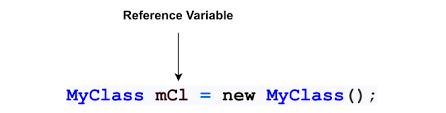 Reference Variable
MyClass mCl = new MyClass();